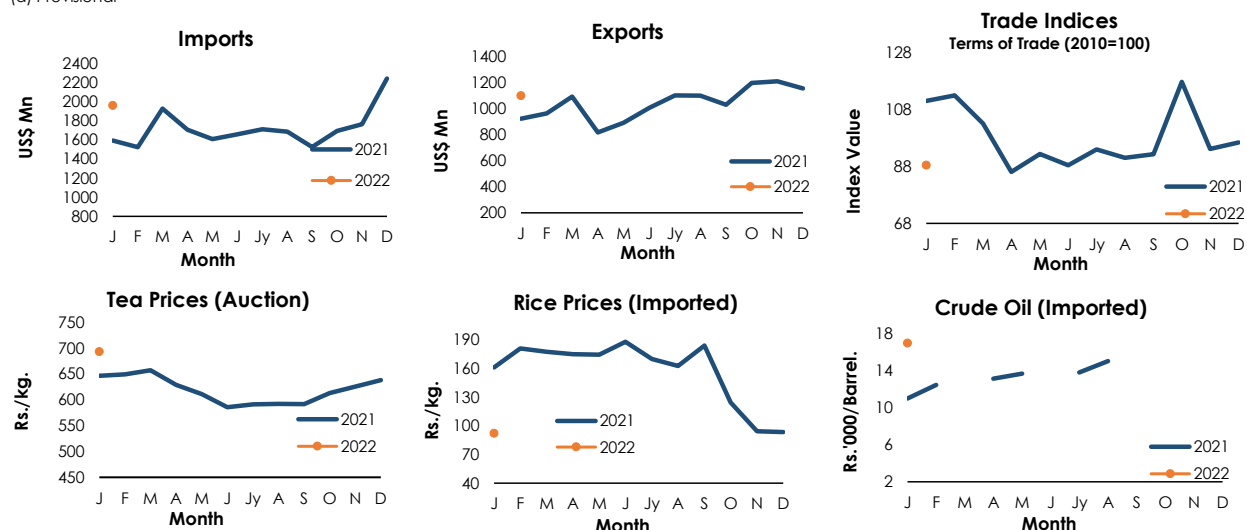 (a) Provisional
Imports
US$ Mn
2400
2200
2000
1800
1600
1400
1200
1000
800
2021
2022
J F M A M J Jy A S O N D
Month
Exports
US$ Mn
1400
1200
1000
800
600
400
200
2021
2022
J F M A M J Jy A S O N D
Month
Trade Indices
Terms of Trade (2010=100)
Index Value
128
108
88
68
2021
2022
J F M A M J Jy A S O N D
Month
Tea Prices (Auction)
Rs./kg.
750
700
650
600
550
500
450
2021
2022
J F M A M J Jy A S O N D
Month
Rice Prices (Imported)
Rs./kg.
190
160
130
100
70
40
2021
2022
J F M A M J Jy A S O N D
Month
Crude Oil (Imported)
Rs.'000/Barrel.
18
14
10
6
2
2021
2022
J F M A M J Jy A S O N D
Month